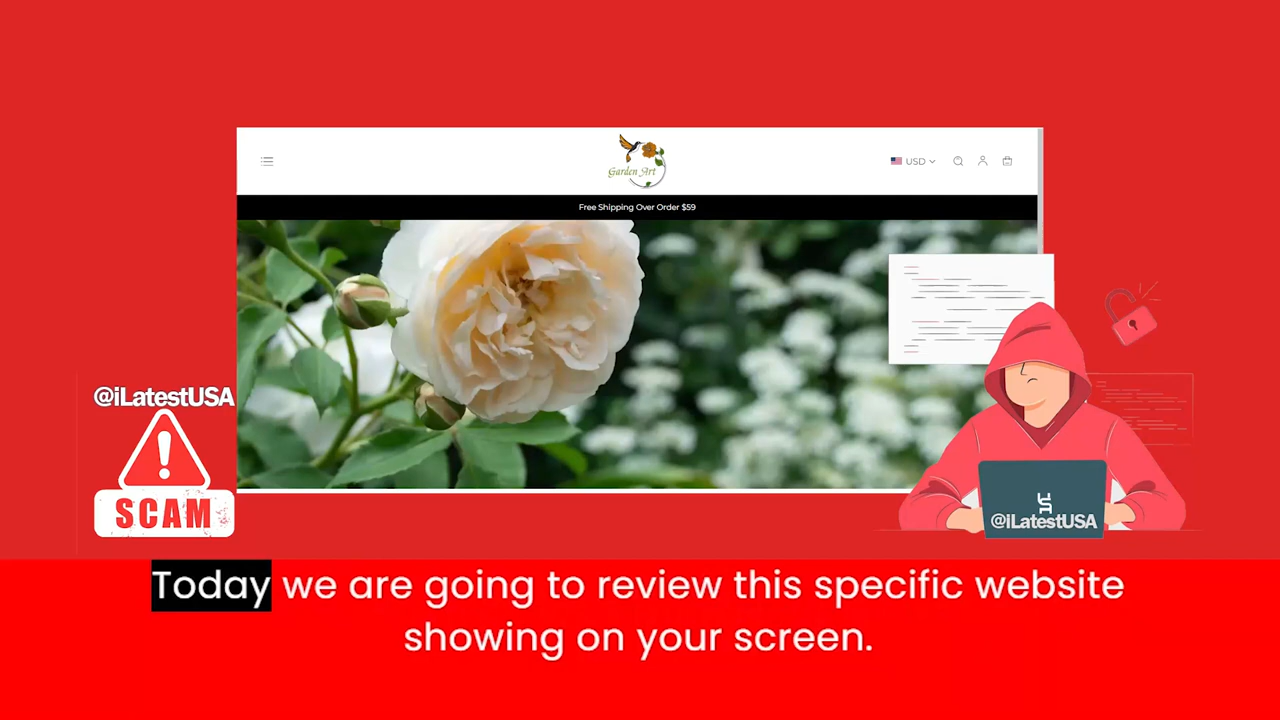 Garden Art
USD
Free Shipping Over Order $59
@iLatestUSA
SCAM
@iLatestUSA
Today we are going to review this specific website
showing on your screen.